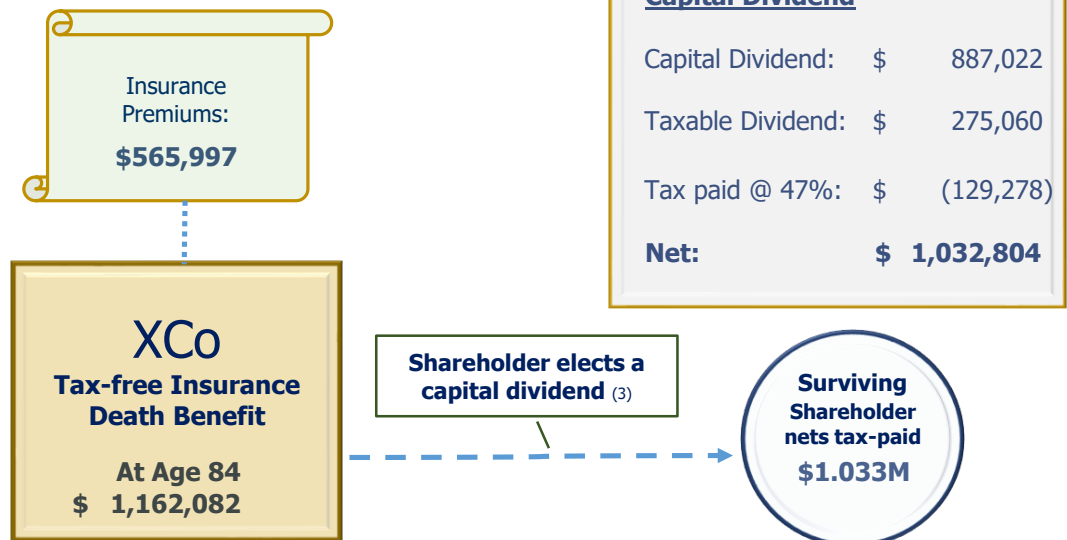 Capital Dividend
Insurance
Premiums:
$565,997
Capital Dividend: $ 887,022
Taxable Dividend: $ 275,060
Tax paid @ 47%: $ (129,278)
Net: $ 1,032,804
XCo
Tax-free Insurance
Death Benefit
At Age 84
$ 1,162,082
Shareholder elects a
capital dividend (3)
Surviving
Shareholder
nets tax-paid
$1.033M